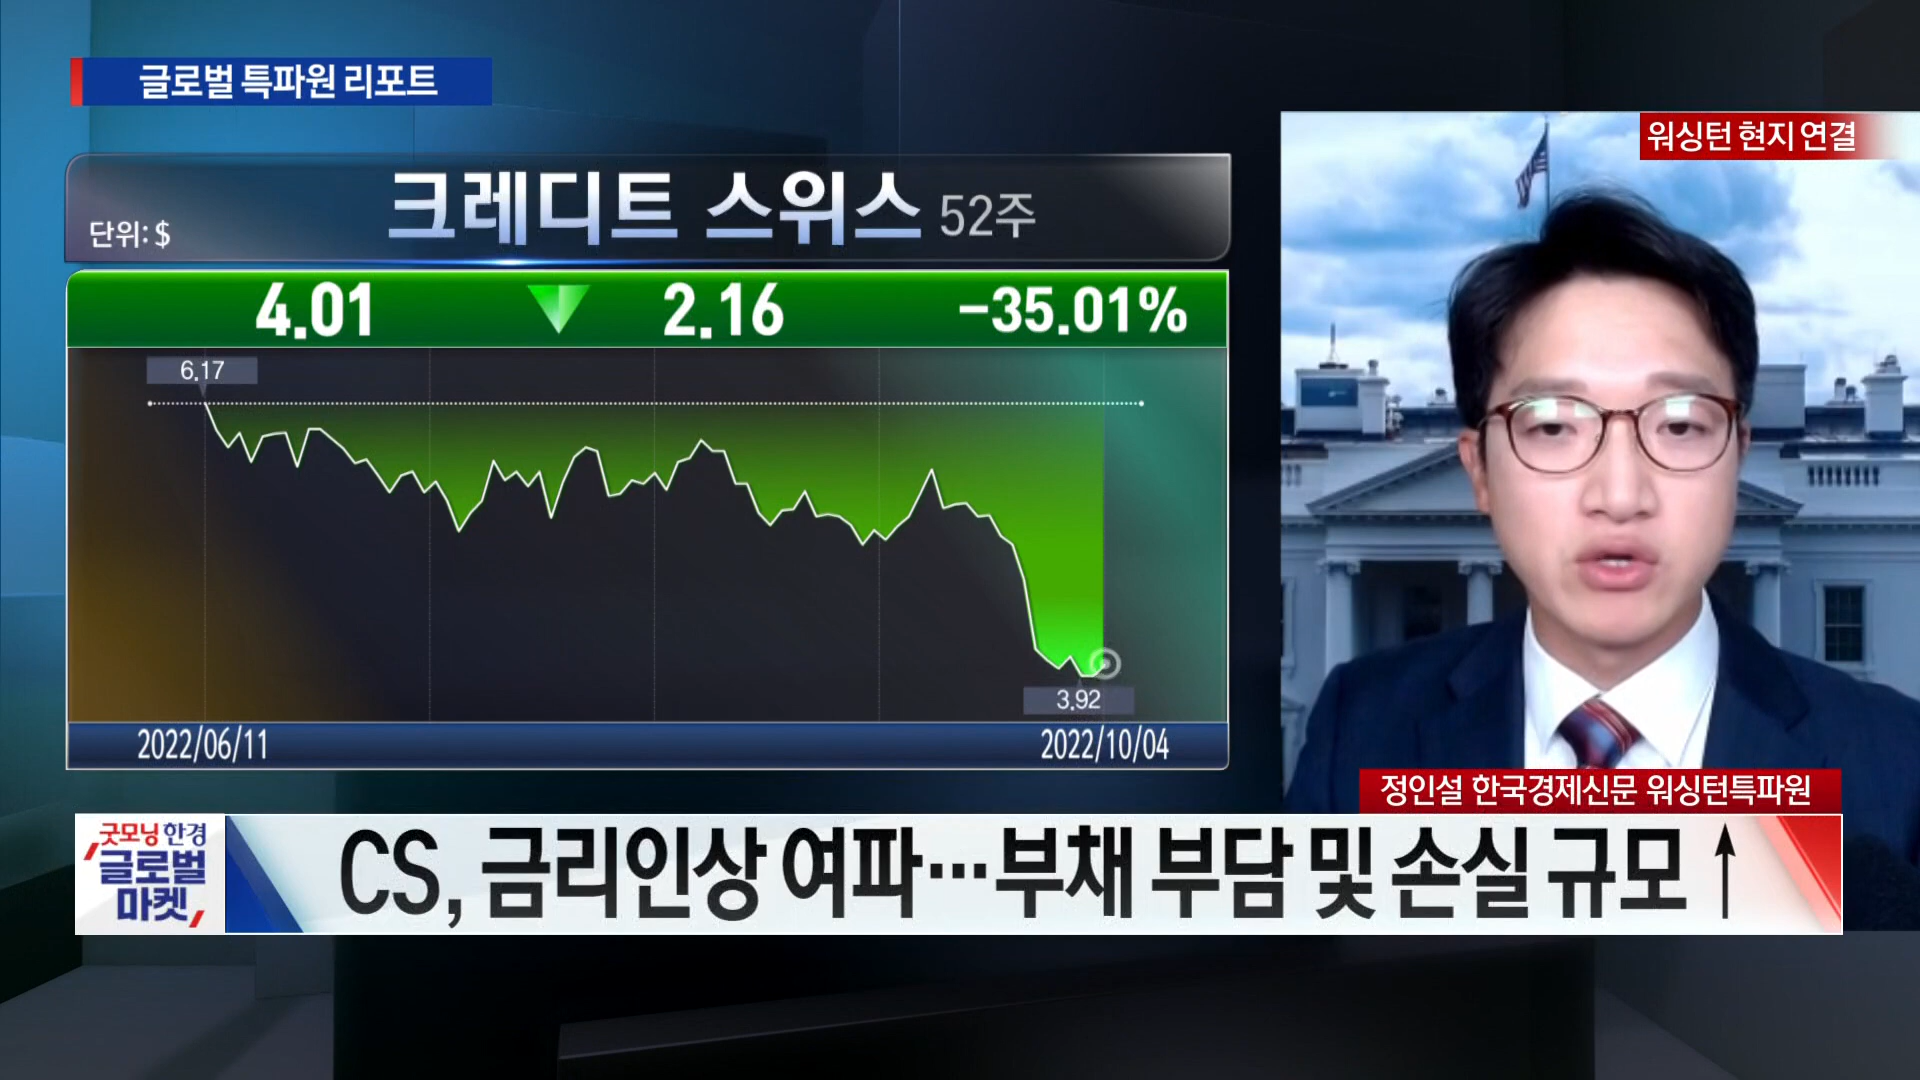 글로벌 특파원 리포트
워싱턴 현지 연결
크레디트 스위스 52주
단위: $
4.01 ▼ 2.16 -35.01%
6.17
3.92
2022/06/11 2022/10/04
정인설 한국경제신문 워싱턴특파원
굿모닝 한경
글로벌
마켓
CS, 금리인상 여파…부채 부담 및 손실 규모↑